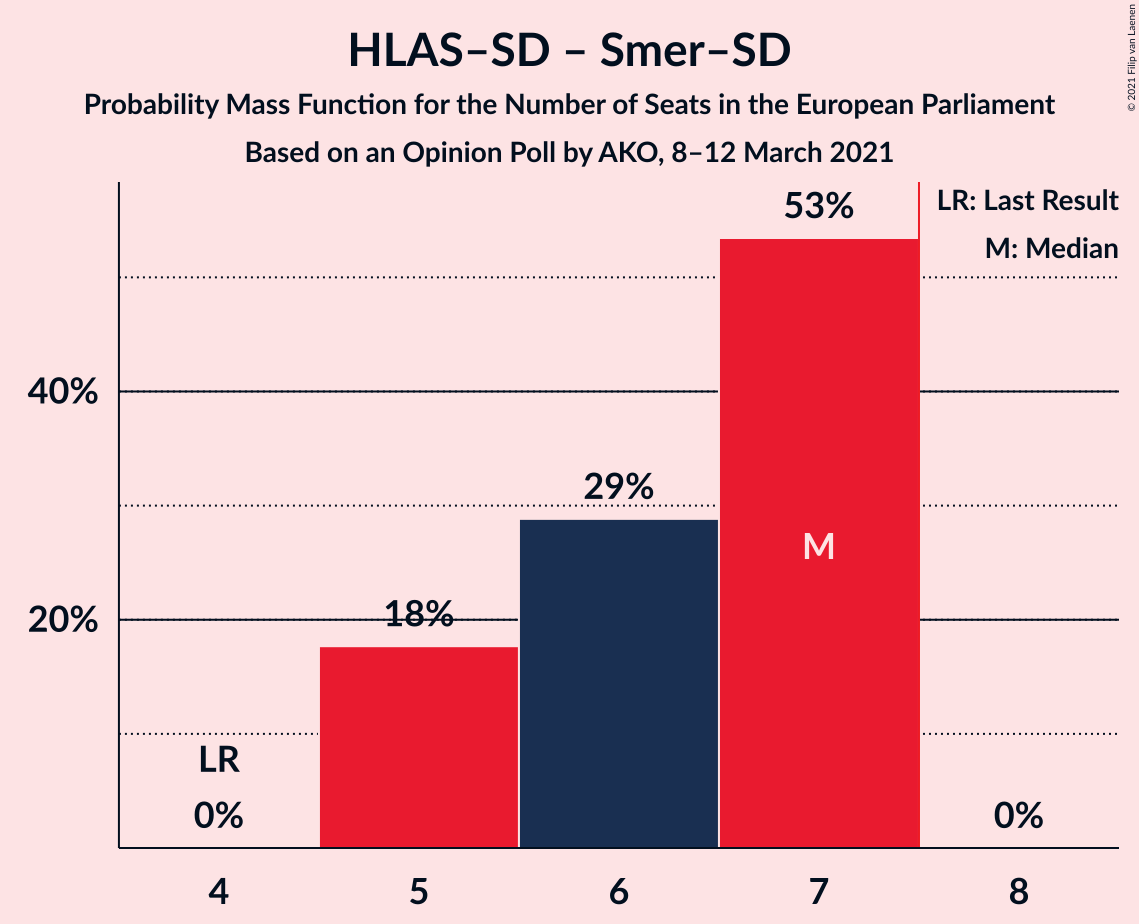 HLAS–SD – Smer–SD
Probability Mass Function for the Number of Seats in the European Parliament
Based on an Opinion Poll by AKO, 8–12 March 2021
© 2021 Filip van Laenen
LR: Last Result
M: Median
53%
40%
29%
M
20%
18%
LR
0%
0%
4 5 6 7 8